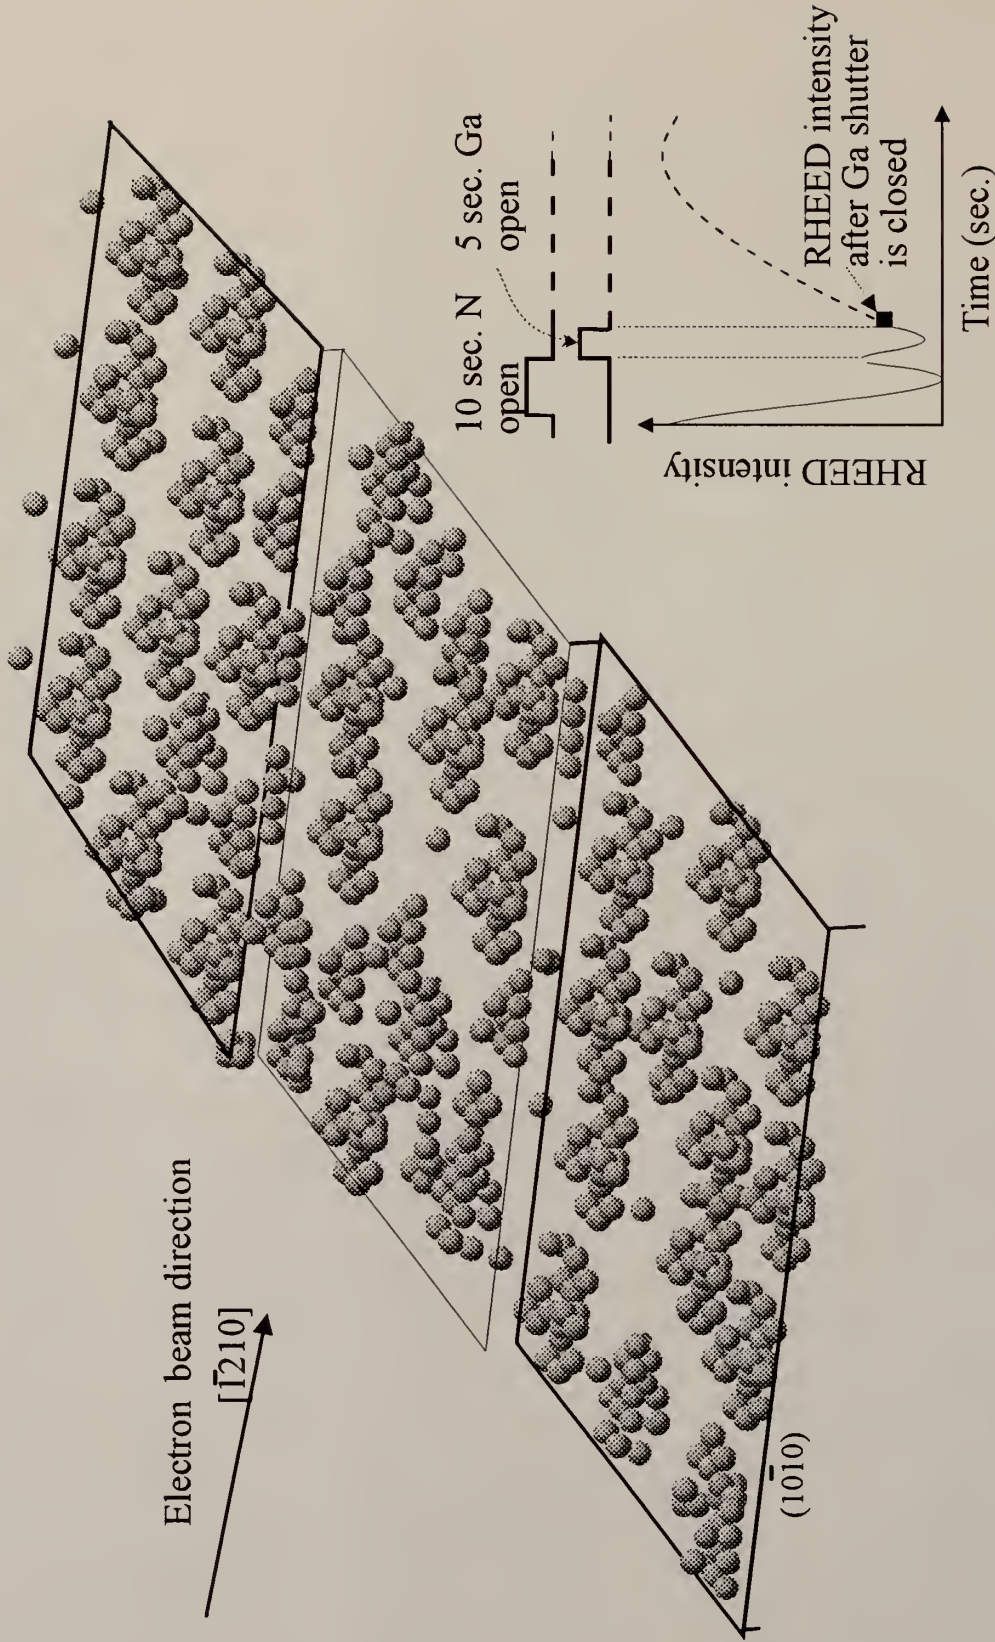 Electron beam direction
[1̄210]
(101̄0)
10 sec. N
open
5 sec. Ga
open
RHEED intensity
RHEED intensity
after Ga shutter
is closed
Time (sec.)